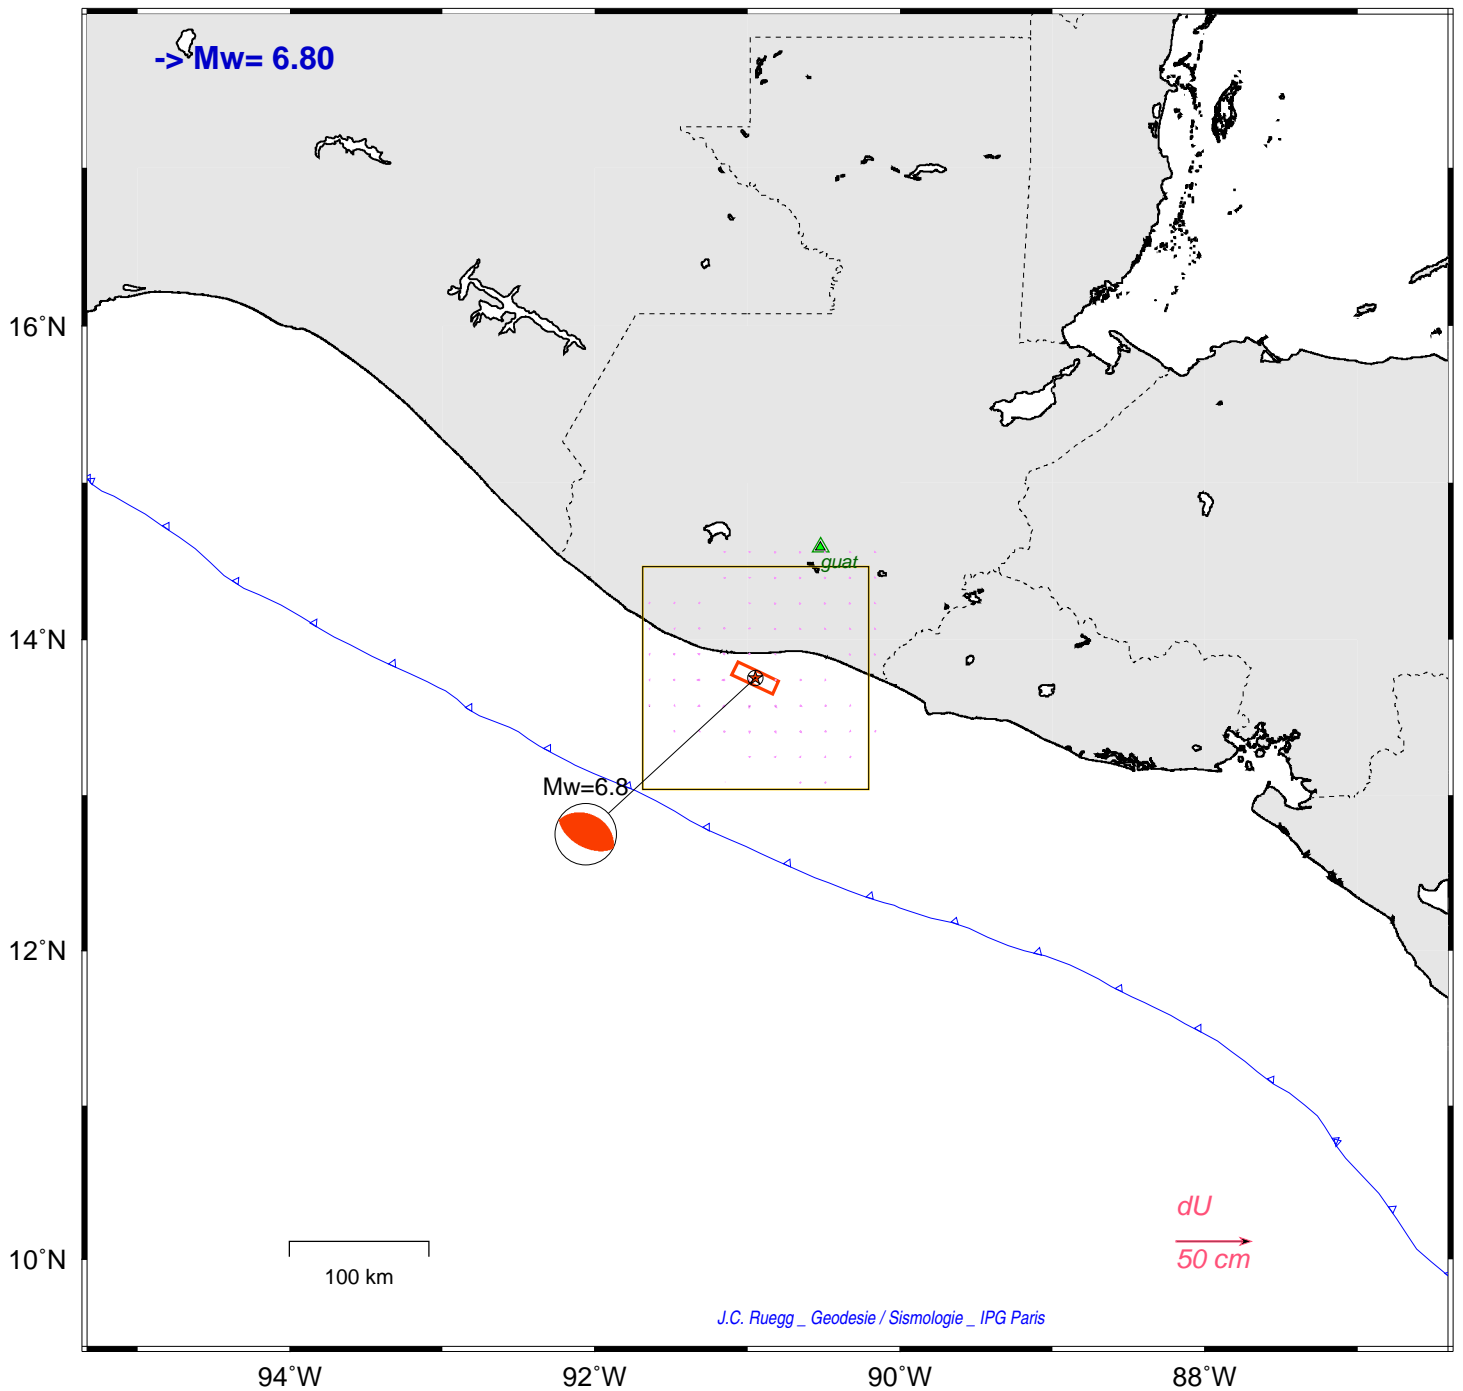 -> Mw= 6.80
16°N
guat
14°N
Mw=6.8
12°N
dU
50 cm
10°N
100 km
J.C. Ruegg _ Geodesie / Sismologie _ IPG Paris
94°W
92°W
90°W
88°W